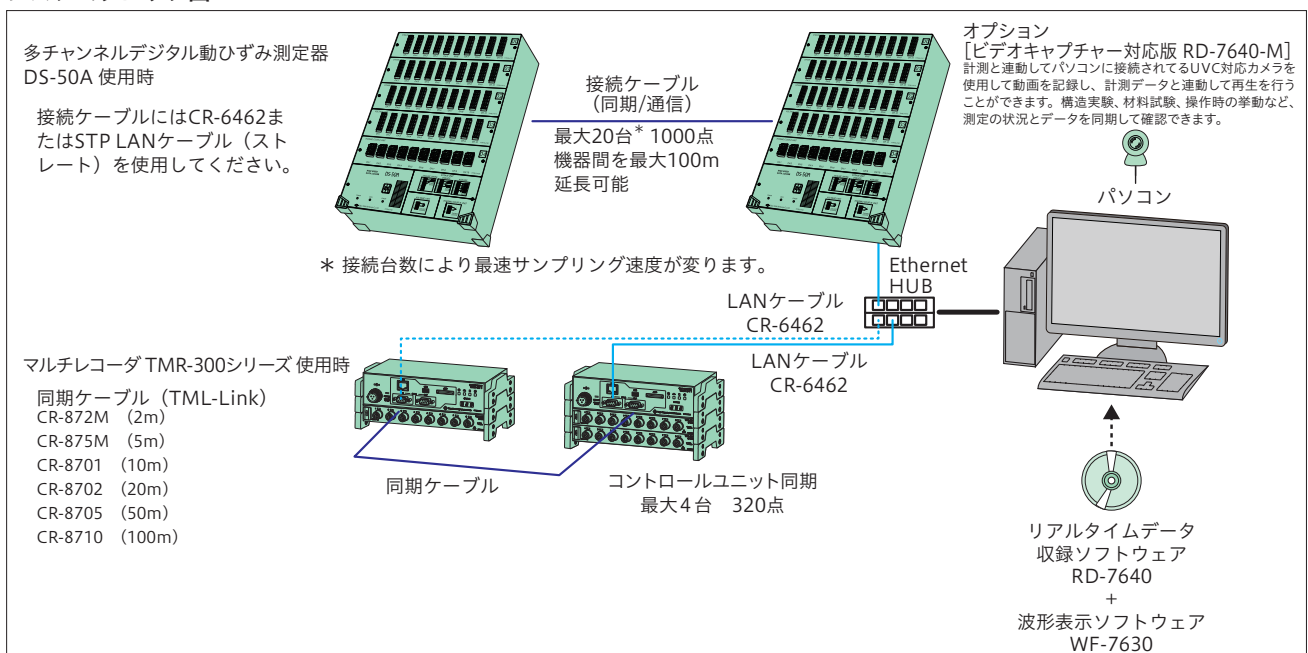 多チャンネルデジタル動ひずみ測定器
DS-50A 使用時
接続ケーブルにはCR-6462ま
たはSTP LANケーブル（スト
レート）を使用してください。
接続ケーブル
（同期/通信）
最大20台＊ 1000点
機器間を最大100m
延長可能
DS-50A
DS-50A
＊ 接続台数により最速サンプリング速度が変ります。
オプション
［ビデオキャプチャー対応版 RD-7640-M］
計測と連動してパソコンに接続されてるUVC対応カメラを
使用して動画を記録し、計測データと連動して再生を行う
ことができます。構造実験、材料試験、操作時の挙動など、
測定の状況とデータを同期して確認できます。
パソコン
Ethernet
HUB
LANケーブル
CR-6462
LANケーブル
CR-6462
マルチレコーダ TMR-300シリーズ 使用時
同期ケーブル（TML-Link）
CR-872M （2m）
CR-875M （5m）
CR-8701 （10m）
CR-8702 （20m）
CR-8705 （50m）
CR-8710 （100m）
同期ケーブル
コントロールユニット同期
最大4台 320点
リアルタイムデータ
収録ソフトウェア
RD-7640
+
波形表示ソフトウェア
WF-7630